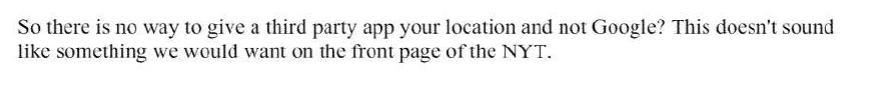 So there is no way to give a third party app your location and not Google? This doesn't sound
like something we would want on the front page of the NYT.